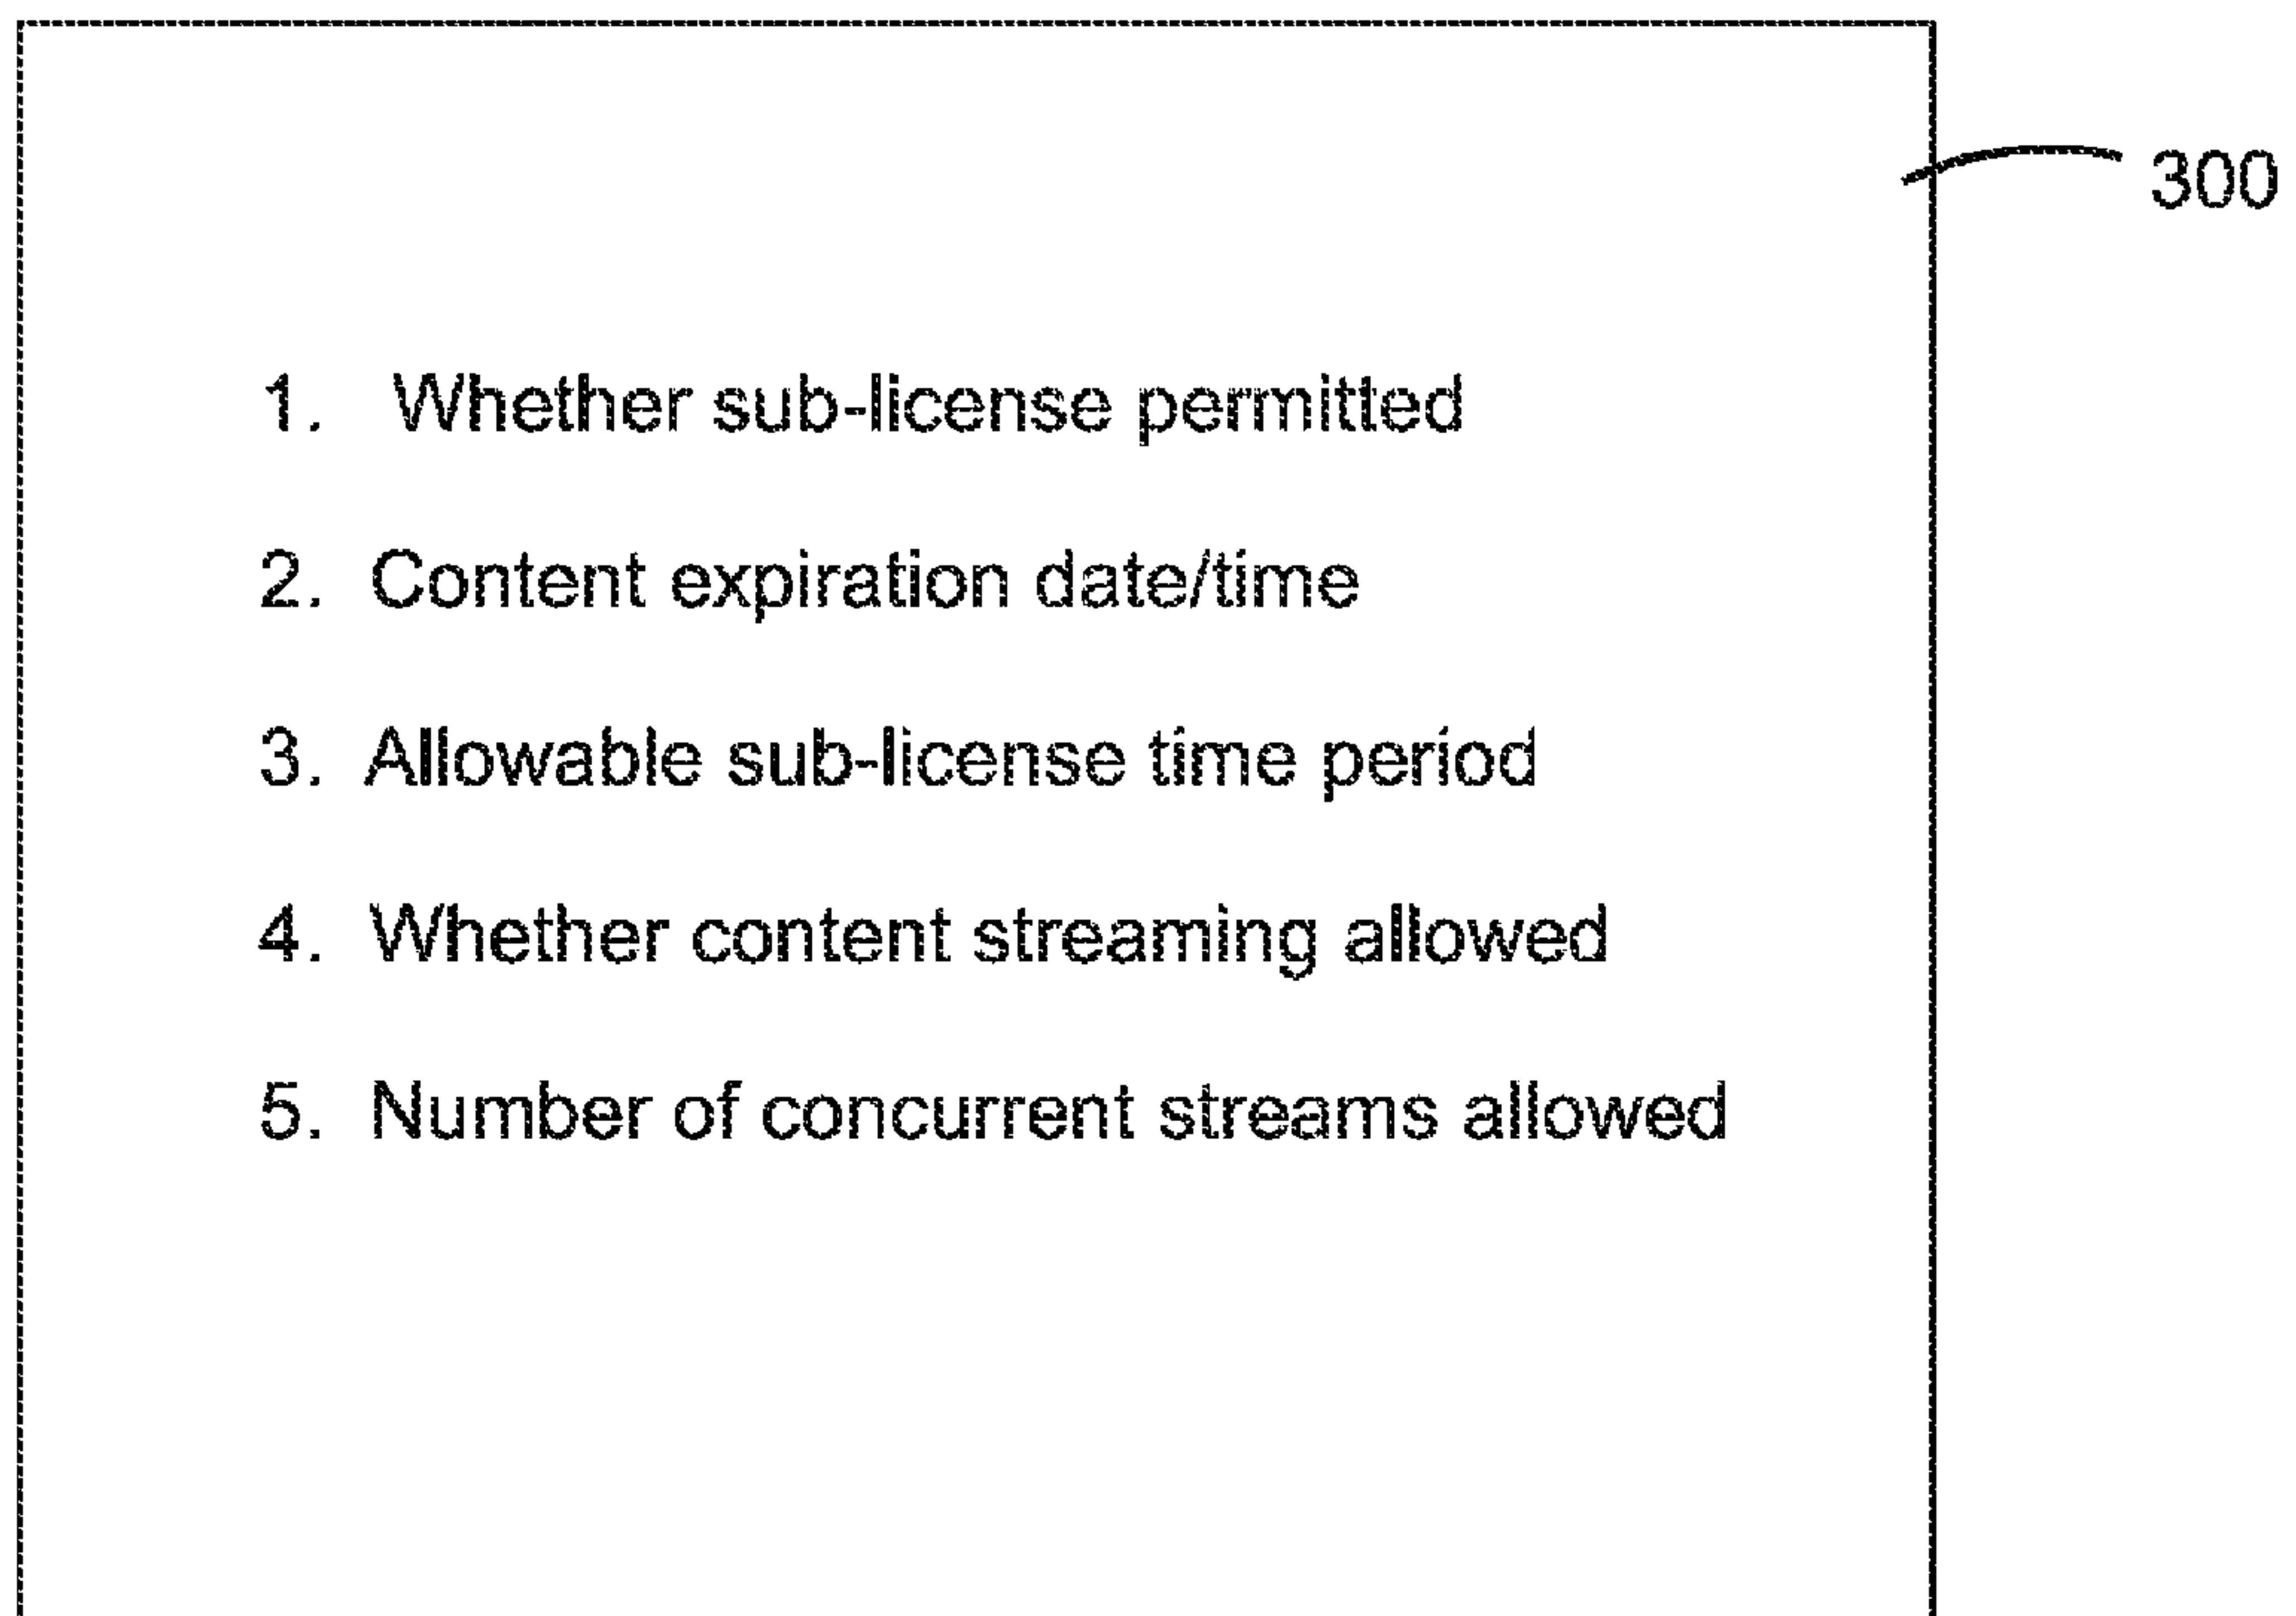 300
1. Whether sub-license permitted
2. Content expiration date/time
3. Allowable sub-license time period
4. Whether content streaming allowed
5. Number of concurrent streams allowed